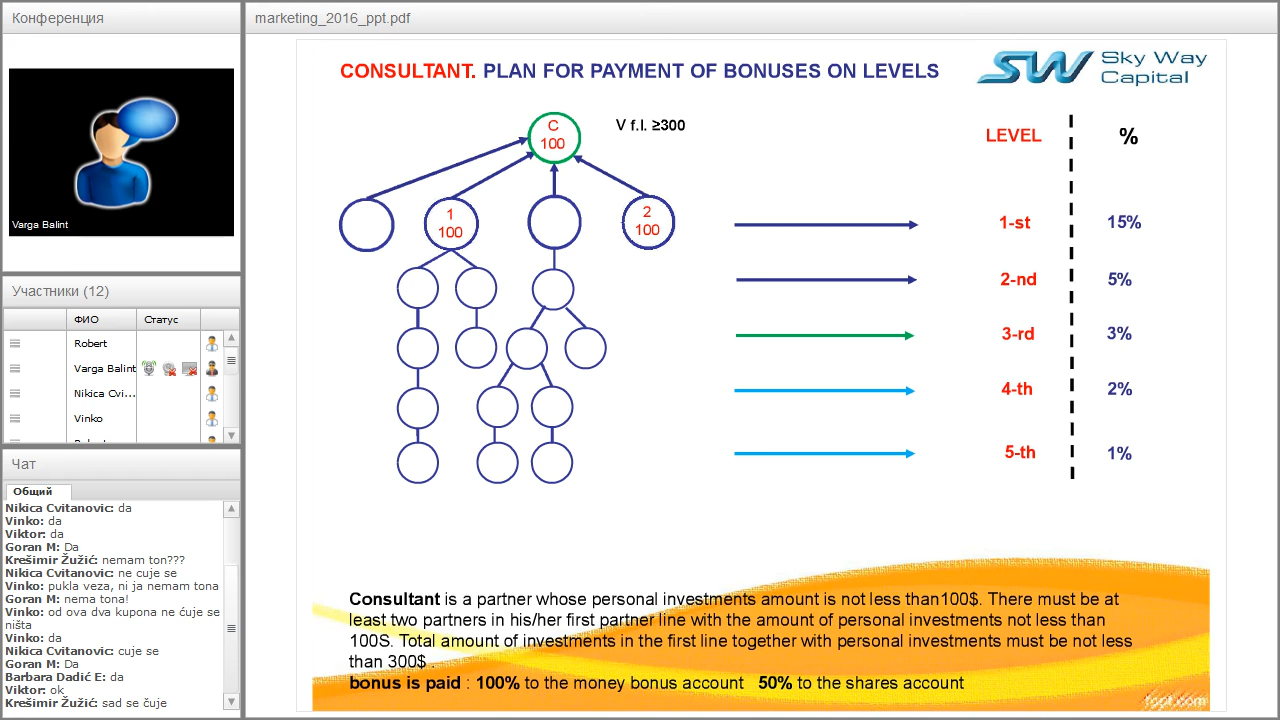 Конференция
Varga Balint
Участники (12)
ФИО
Статус
Robert
Varga Balint
Nikica Cvi...
Vinko
Чат
Общий
Nikica Cvitanovic: da
Vinko: da
Viktor: da
Goran M: Da
Krešimir Žužić: nemam ton???
Nikica Cvitanovic: ne cuje se
Vinko: pukla veza, ni ja nemam tona
Goran M: nema tona!
Vinko: od ova dva kupona ne ćuje se
ništa
Vinko: da
Nikica Cvitanovic: cuje se
Goran M: Da
Barbara Dadić E: da
Viktor: ok
Krešimir Žužić: sad se čuje
marketing_2016_ppt.pdf
CONSULTANT. PLAN FOR PAYMENT OF BONUSES ON LEVELS
SW Sky Way
Capital
C
100
V f.l. ≥300
1
100
2
100
LEVEL %
1-st 15%
2-nd 5%
3-rd 3%
4-th 2%
5-th 1%
Consultant is a partner whose personal investments amount is not less than100$. There must be at
least two partners in his/her first partner line with the amount of personal investments not less than
100S. Total amount of investments in the first line together with personal investments must be not less
than 300$ .
bonus is paid : 100% to the money bonus account 50% to the shares account
fppt.com